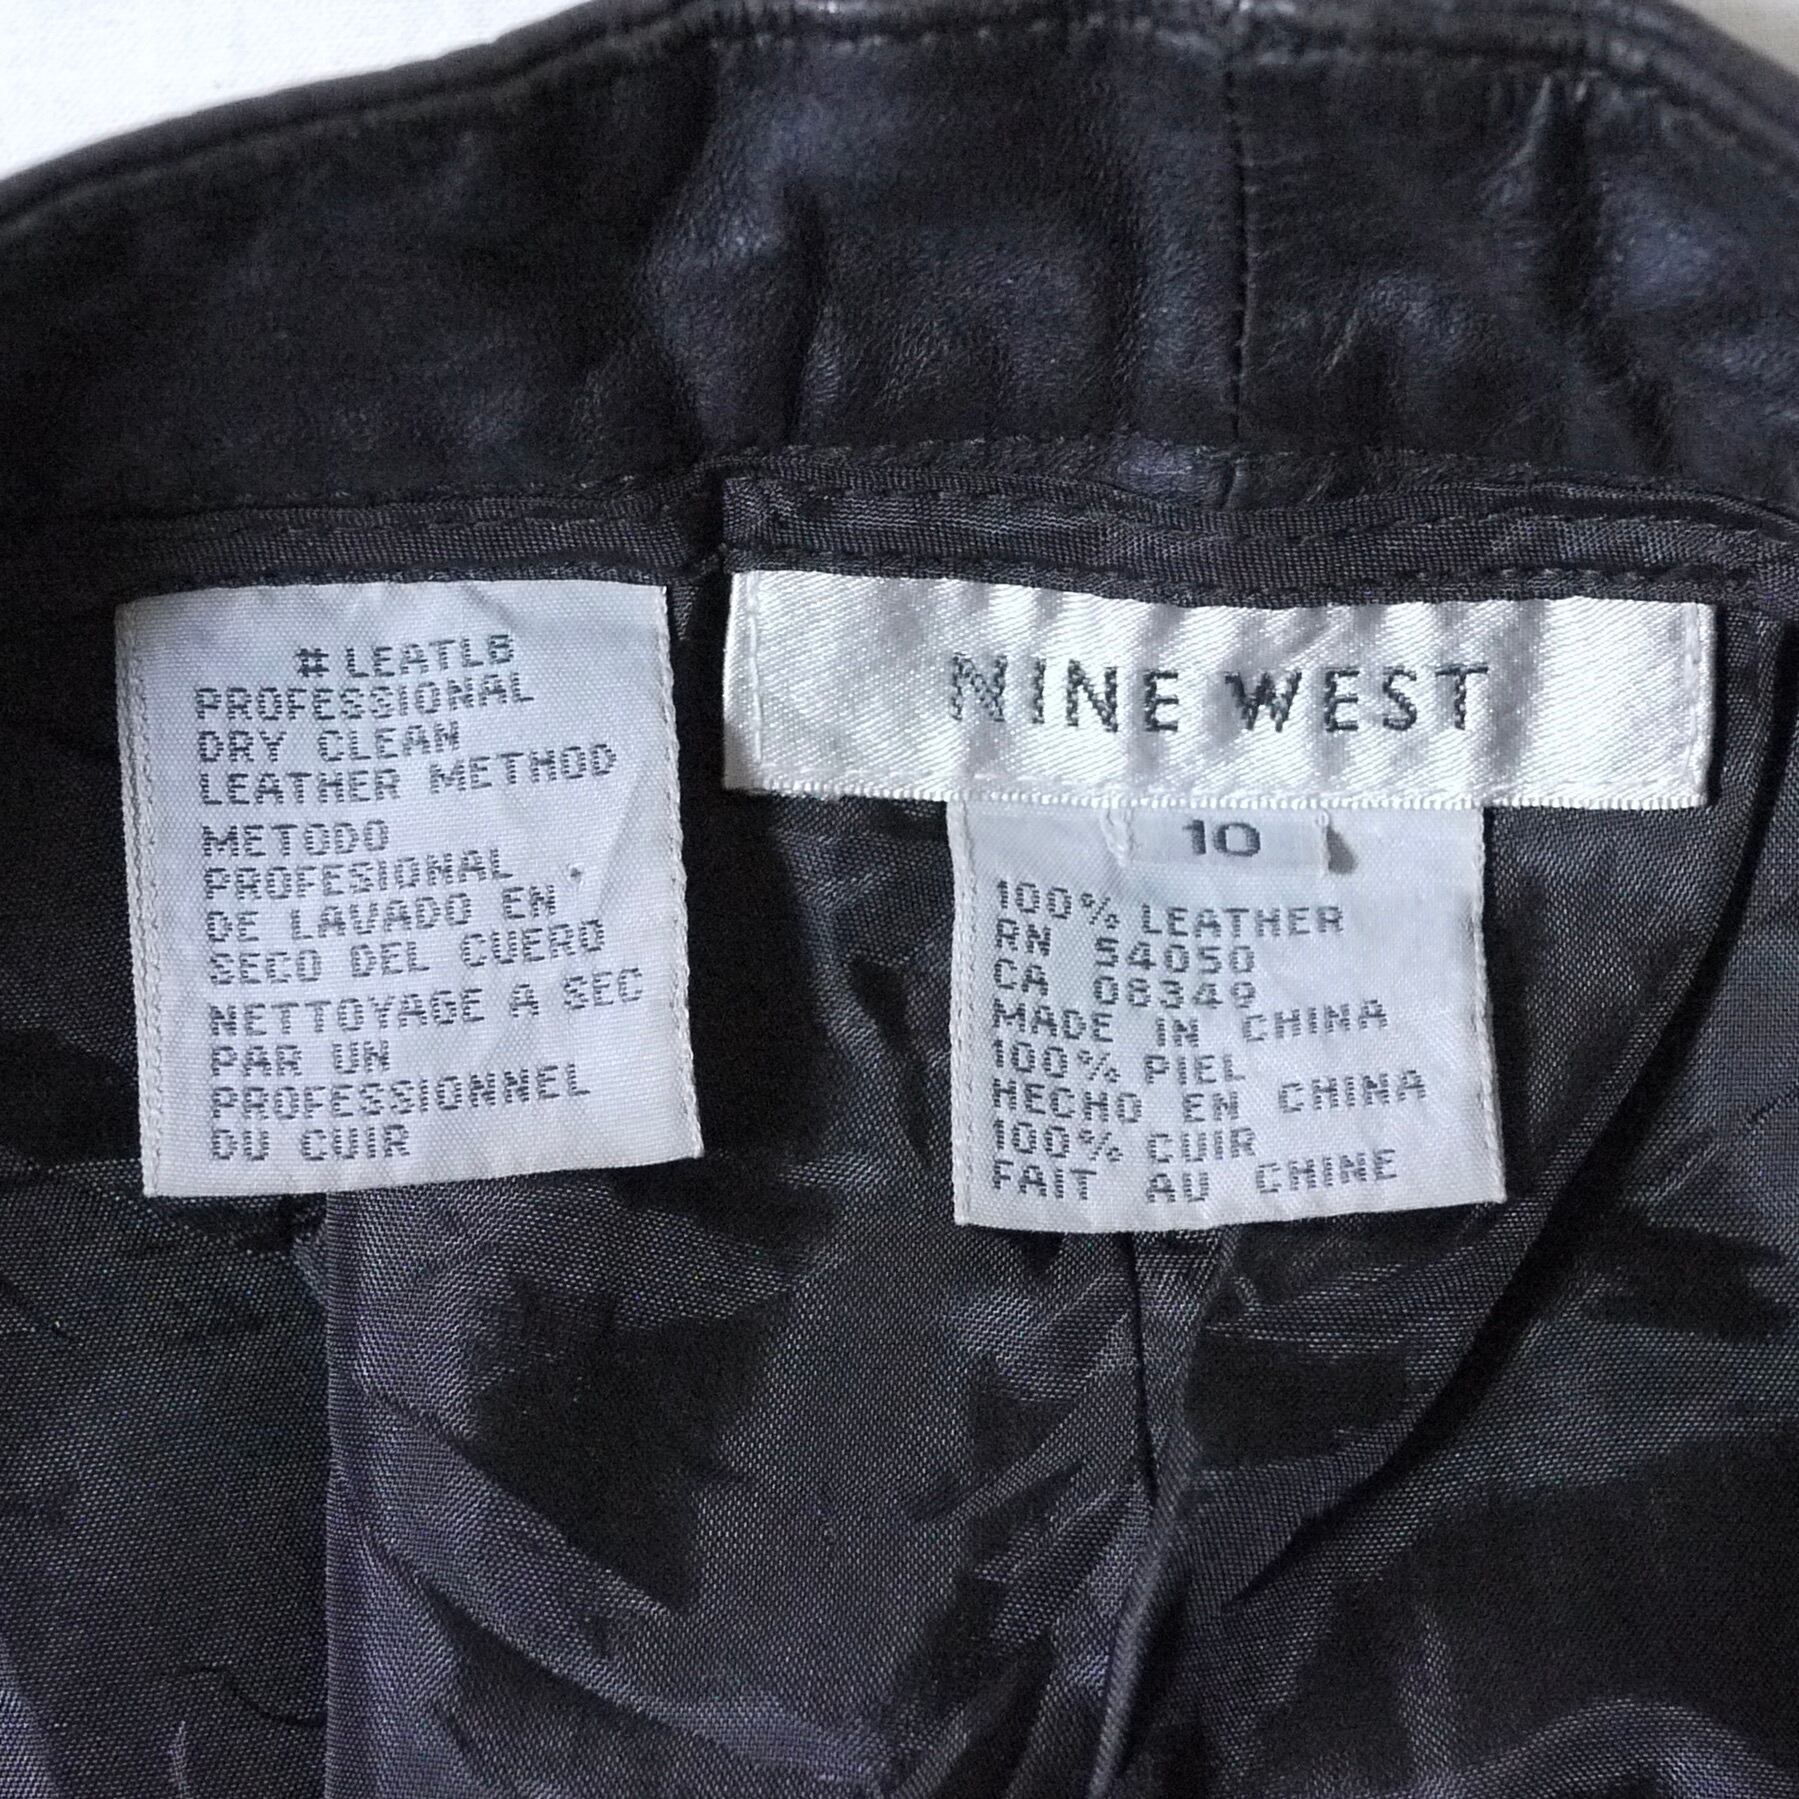 # LEATLB
PROFESSIONAL
DRY CLEAN
LEATHER METHOD
METODO
PROFESIONAL
DE LAVADO EN
SECO DEL CUERO
NETTOYAGE A SEC
PAR UN
PROFESSIONNEL
DU CUIR
NINE WEST
10
100% LEATHER
RN 54050
CA 08349
MADE IN CHINA
100% PIEL
HECHO EN CHINA
100% CUIR
FAIT AU CHINE